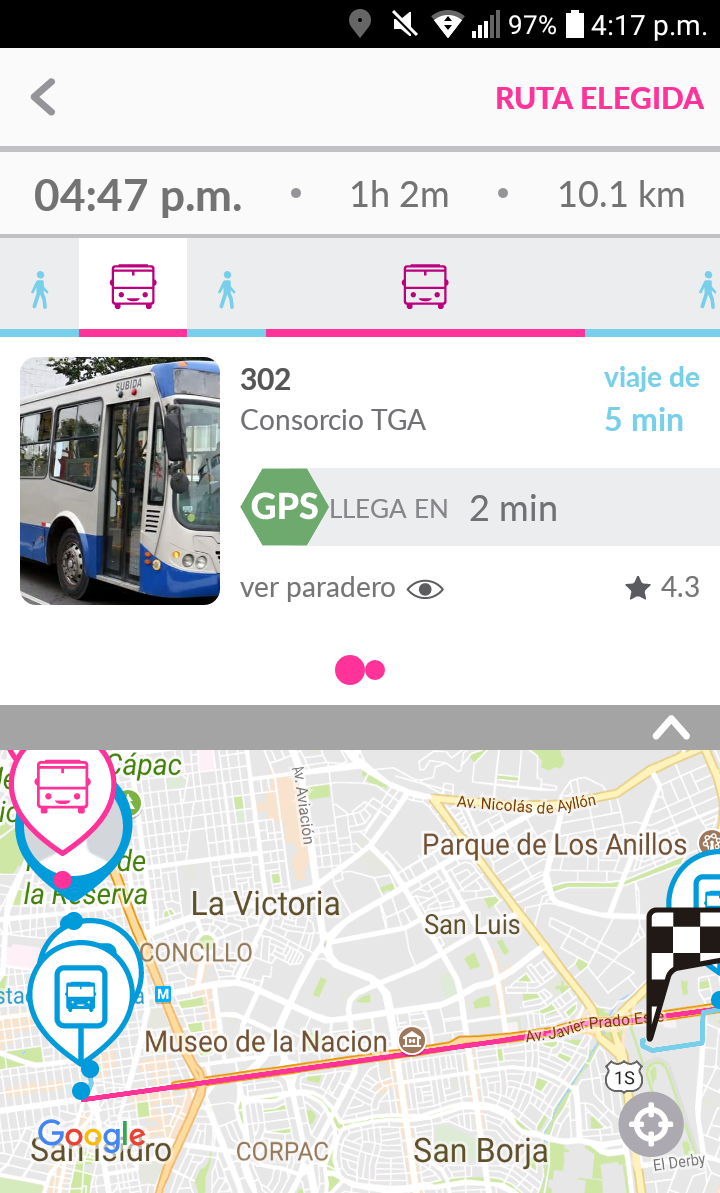 97% 4:17 p.m.
RUTA ELEGIDA
04:47 p.m. • 1h 2m • 10.1 km
302
Consorcio TGA
viaje de
5 min
SUBIDA
GPS LLEGA EN 2 min
ver paradero
4.3
Cápac
Av. Aviación
Av. Nicolás de Ayllón
Parque de Los Anillos
de
la Reserva
La Victoria
San Luis
CONCILLO
M
Museo de la Nacion
Av. Javier Prado Este
1S
Google
San Isidro
CORPAC
San Borja
El Derby